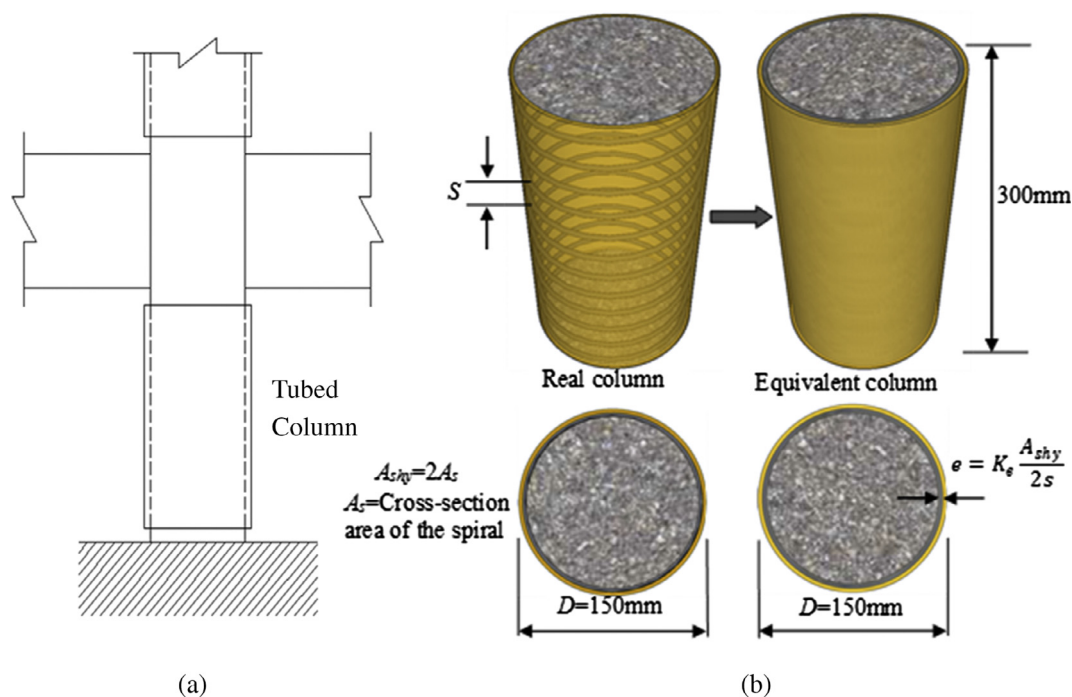 Tubed
Column
(a)
S
300mm
Real column
Equivalent column
A_shy=2A_s
A_s=Cross-section
area of the spiral
e = K_e A_shy/2s
D=150mm
D=150mm
(b)